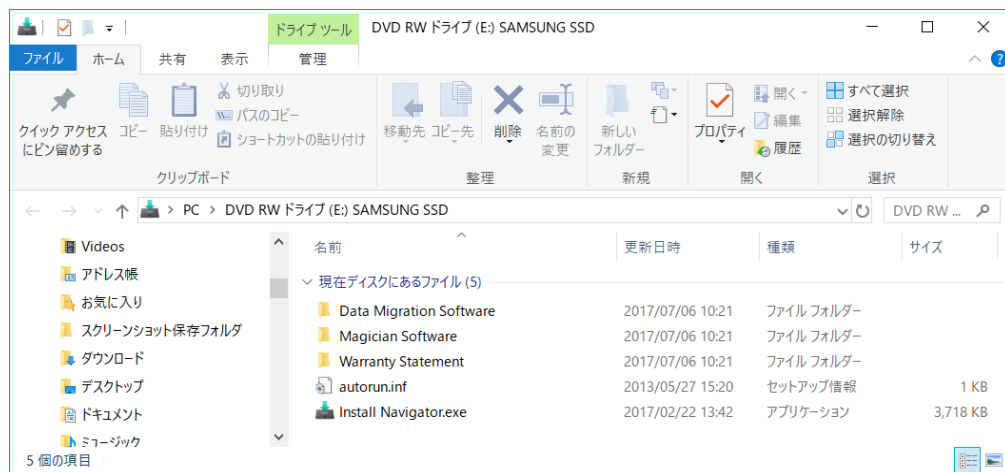 ドライブ ツール
DVD RW ドライブ (E:) SAMSUNG SSD
ファイル ホーム 共有 表示 管理
クイック アクセス
にピン留めする
コピー
貼り付け
切り取り
パスのコピー
ショートカットの貼り付け
クリップボード
移動先
コピー先
削除
名前の
変更
整理
新しい
フォルダー
新規
プロパティ
開く
編集
履歴
開く
すべて選択
選択解除
選択の切り替え
選択
PC > DVD RW ドライブ (E:) SAMSUNG SSD
DVD RW ...
Videos
アドレス帳
お気に入り
スクリーンショット保存フォルダ
ダウンロード
デスクトップ
ドキュメント
ミュージック
名前 更新日時 種類 サイズ
現在ディスクにあるファイル (5)
Data Migration Software 2017/07/06 10:21 ファイル フォルダー
Magician Software 2017/07/06 10:21 ファイル フォルダー
Warranty Statement 2017/07/06 10:21 ファイル フォルダー
autorun.inf 2013/05/27 15:20 セットアップ情報 1 KB
Install Navigator.exe 2017/02/22 13:42 アプリケーション 3,718 KB
5 個の項目